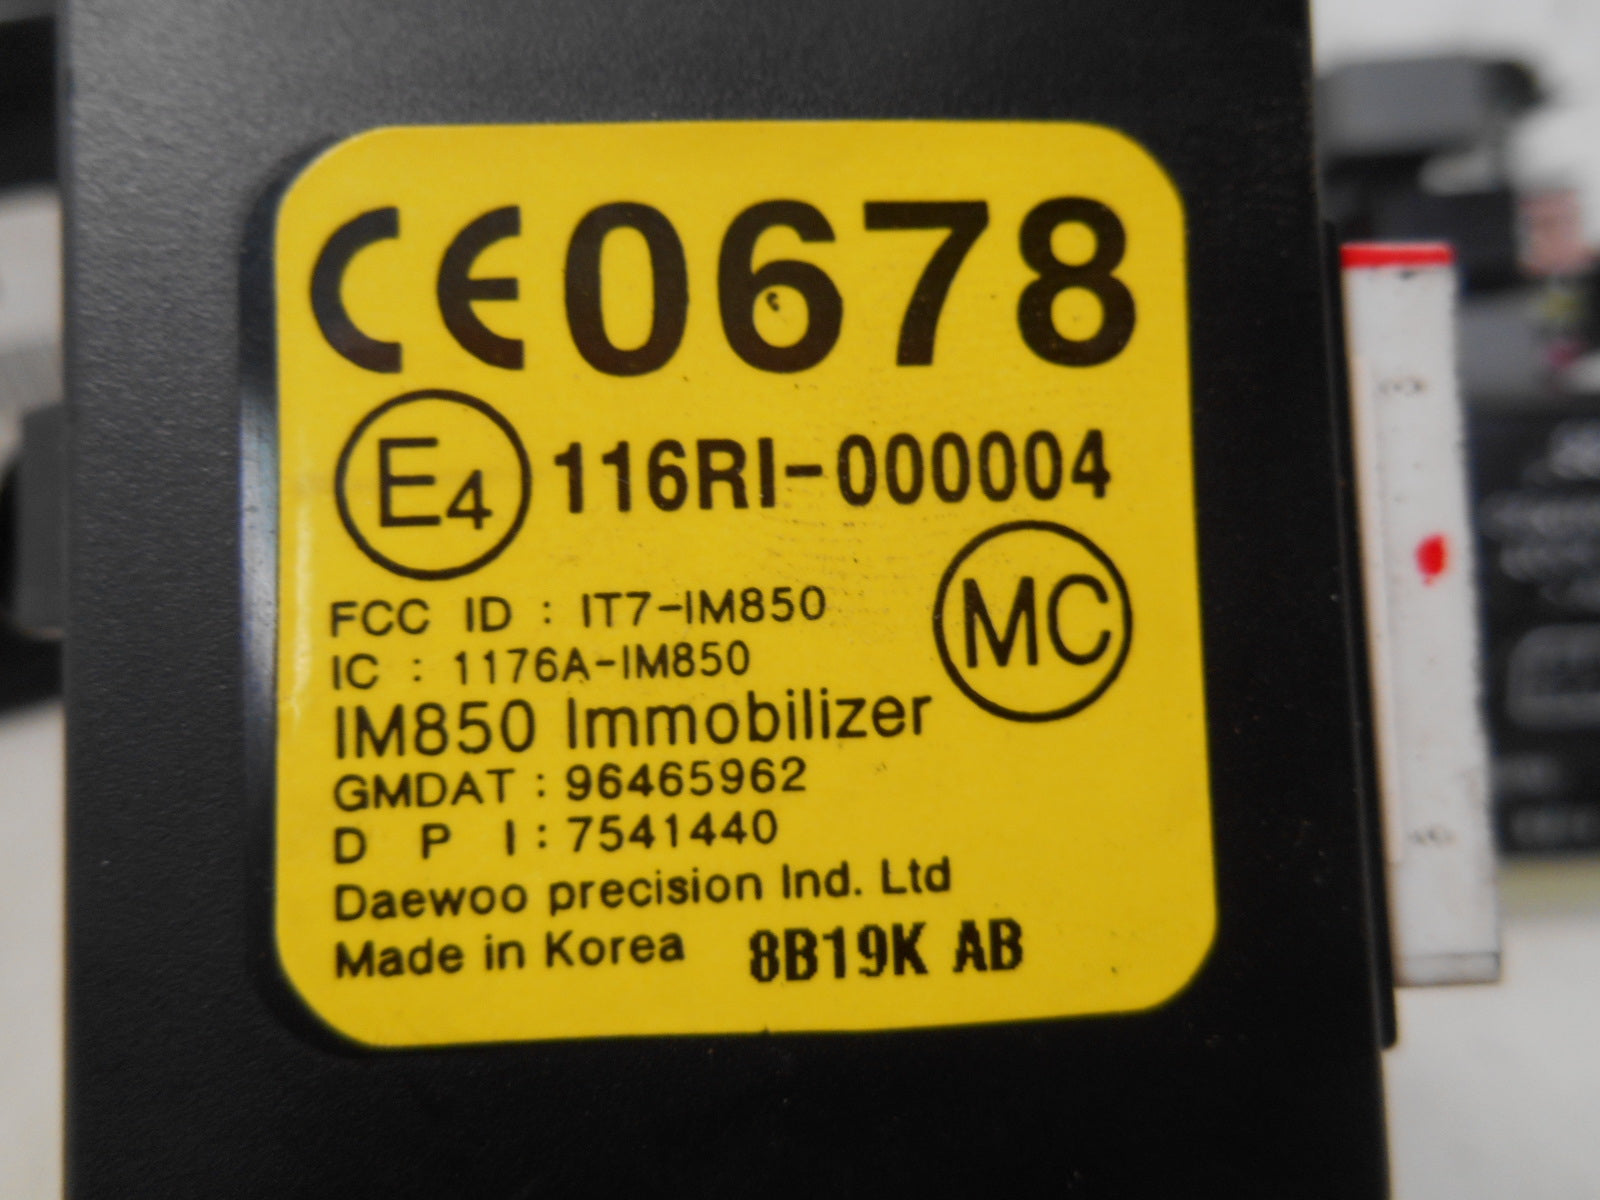 CE0678
E4 116RI-000004
FCC ID : IT7-IM850
MC
IC : 1176A-IM850
IM850 Immobilizer
GMDAT : 96465962
D P I : 7541440
Daewoo precision Ind. Ltd
Made in Korea 8B19K AB